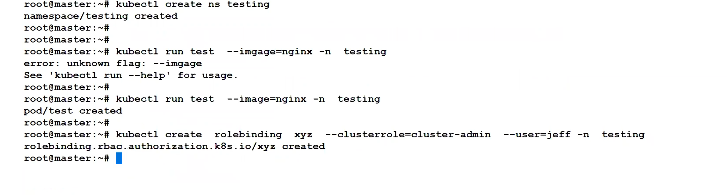 root@master:~# kubectl create ns testing
namespace/testing created
root@master:~#
root@master:~#
root@master:~# kubectl run test --imgage=nginx -n testing
error: unknown flag: --imgage
See 'kubectl run --help' for usage.
root@master:~#
root@master:~# kubectl run test --image=nginx -n testing
pod/test created
root@master:~#
root@master:~# kubectl create rolebinding xyz --clusterrole=cluster-admin --user=jeff -n testing
rolebinding.rbac.authorization.k8s.io/xyz created
root@master:~#